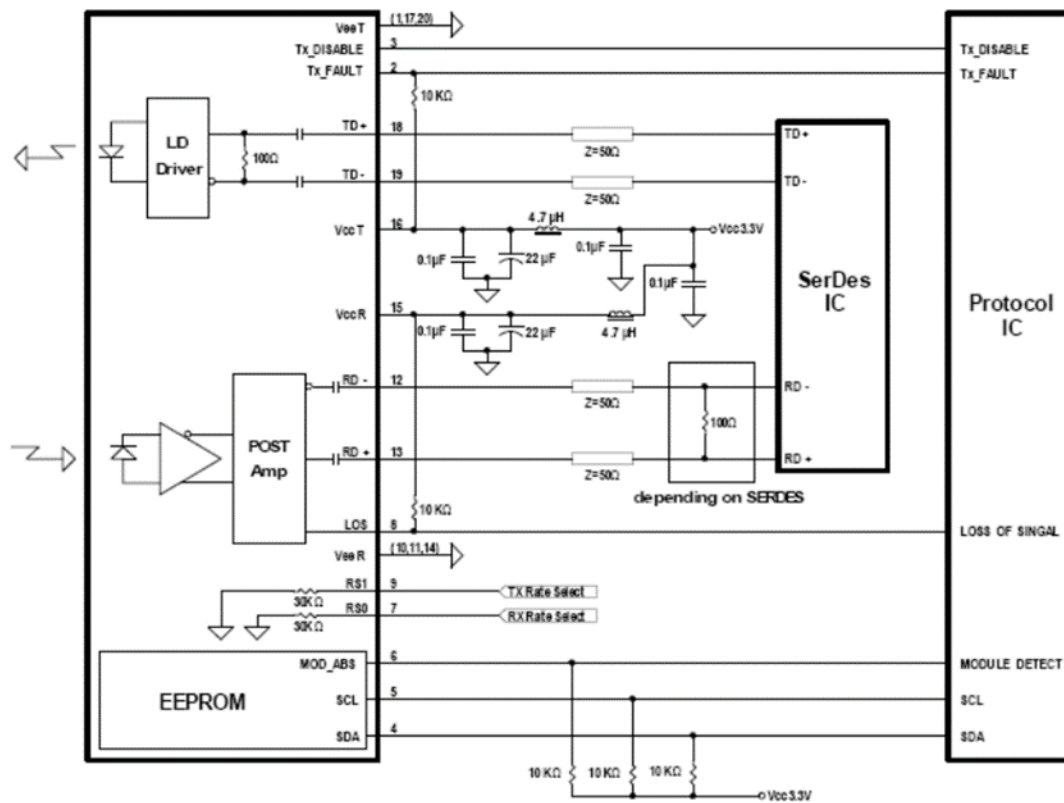 VeeT (1,17,20)
Tx_DISABLE 3 Tx_DISABLE
Tx_FAULT 2 Tx_FAULT
10 KΩ
LD
Driver
100Ω
TD+ 18 Z=50Ω TD+
TD - 19 Z=50Ω TD-
VccT 16 4.7 µH Vcc3.3V
0.1µF 22 µF 0.1µF
0.1µF
VccR 15 4.7 µH
0.1µF 22 µF
SerDes
IC
Protocol
IC
POST
Amp
RD - 12 Z=50Ω RD -
100Ω
RD + 13 Z=50Ω RD +
depending on SERDES
10 KΩ
LOS 8 LOSS OF SINGAL
VeeR (10,11,14)
30KΩ RS1 9 TX Rate Select
30KΩ RS0 7 RX Rate Select
EEPROM
MOD_ABS 6 MODULE DETECT
SCL 5 SCL
SDA 4 SDA
10 KΩ 10 KΩ 10 KΩ
Vcc3.3V